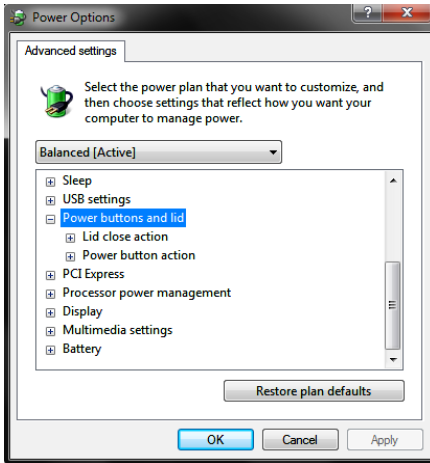 Power Options
Advanced settings
Select the power plan that you want to customize, and
then choose settings that reflect how you want your
computer to manage power.
Balanced [Active]
Sleep
USB settings
Power buttons and lid
Lid close action
Power button action
PCI Express
Processor power management
Display
Multimedia settings
Battery
Restore plan defaults
OK Cancel Apply